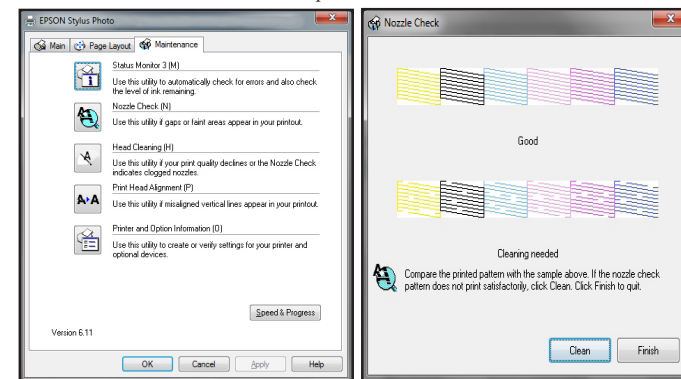 EPSON Stylus Photo
Main
Page Layout
Maintenance
Status Monitor 3 (M)
Use this utility to automatically check for errors and also check
the level of ink remaining.
Nozzle Check (N)
Use this utility if gaps or faint areas appear in your printout.
Head Cleaning (H)
Use this utility if your print quality declines or the Nozzle Check
indicates clogged nozzles.
Print Head Alignment (P)
Use this utility if misaligned vertical lines appear in your printout.
Printer and Option Information (O)
Use this utility to create or verify settings for your printer and
optional devices.
Speed & Progress
Version 6.11
OK
Cancel
Apply
Help
Nozzle Check
Good
Cleaning needed
Compare the printed pattern with the sample above. If the nozzle check
pattern does not print satisfactorily, click Clean. Click Finish to quit.
Clean
Finish